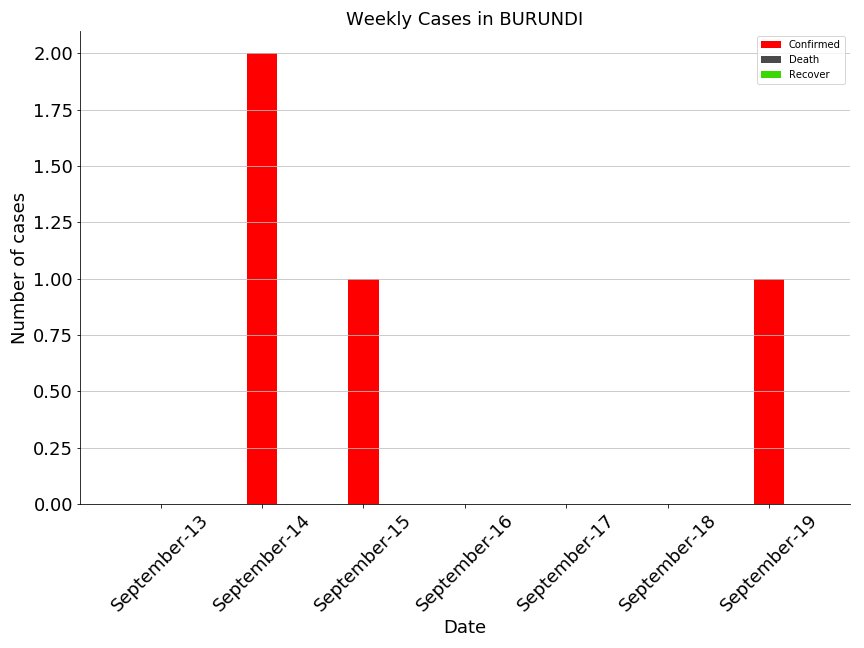 Weekly Cases in BURUNDI
Confirmed
Death
Recover
Number of cases
2.00
1.75
1.50
1.25
1.00
0.75
0.50
0.25
0.00
September-13
September-14
September-15
September-16
September-17
September-18
September-19
Date